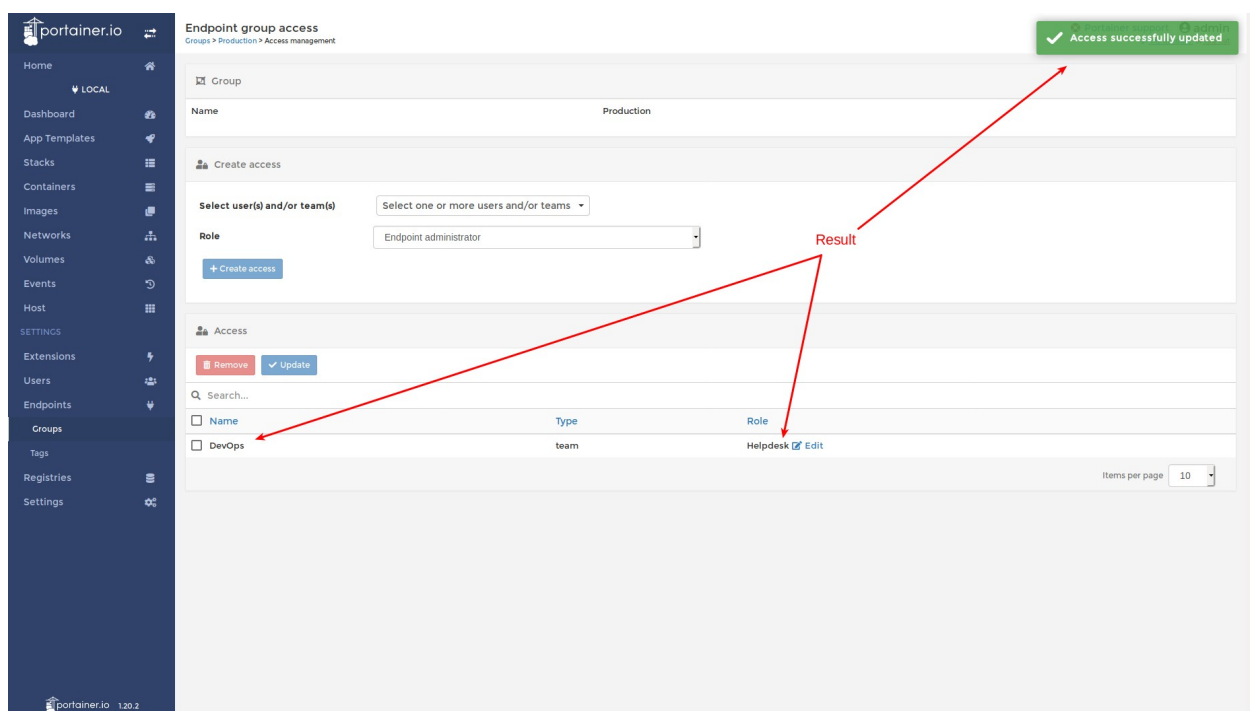 portainer.io
Home
LOCAL
Dashboard
App Templates
Stacks
Containers
Images
Networks
Volumes
Events
Host
SETTINGS
Extensions
Users
Endpoints
Groups
Tags
Registries
Settings
portainer.io 1.20.2
Endpoint group access
Groups > Production > Access management
Portainer support admin
Access successfully updated
Group
Name Production
Create access
Select user(s) and/or team(s) Select one or more users and/or teams
Role Endpoint administrator
Result
+ Create access
Access
Remove Update
Search...
Name Type Role
DevOps team Helpdesk Edit
Items per page 10